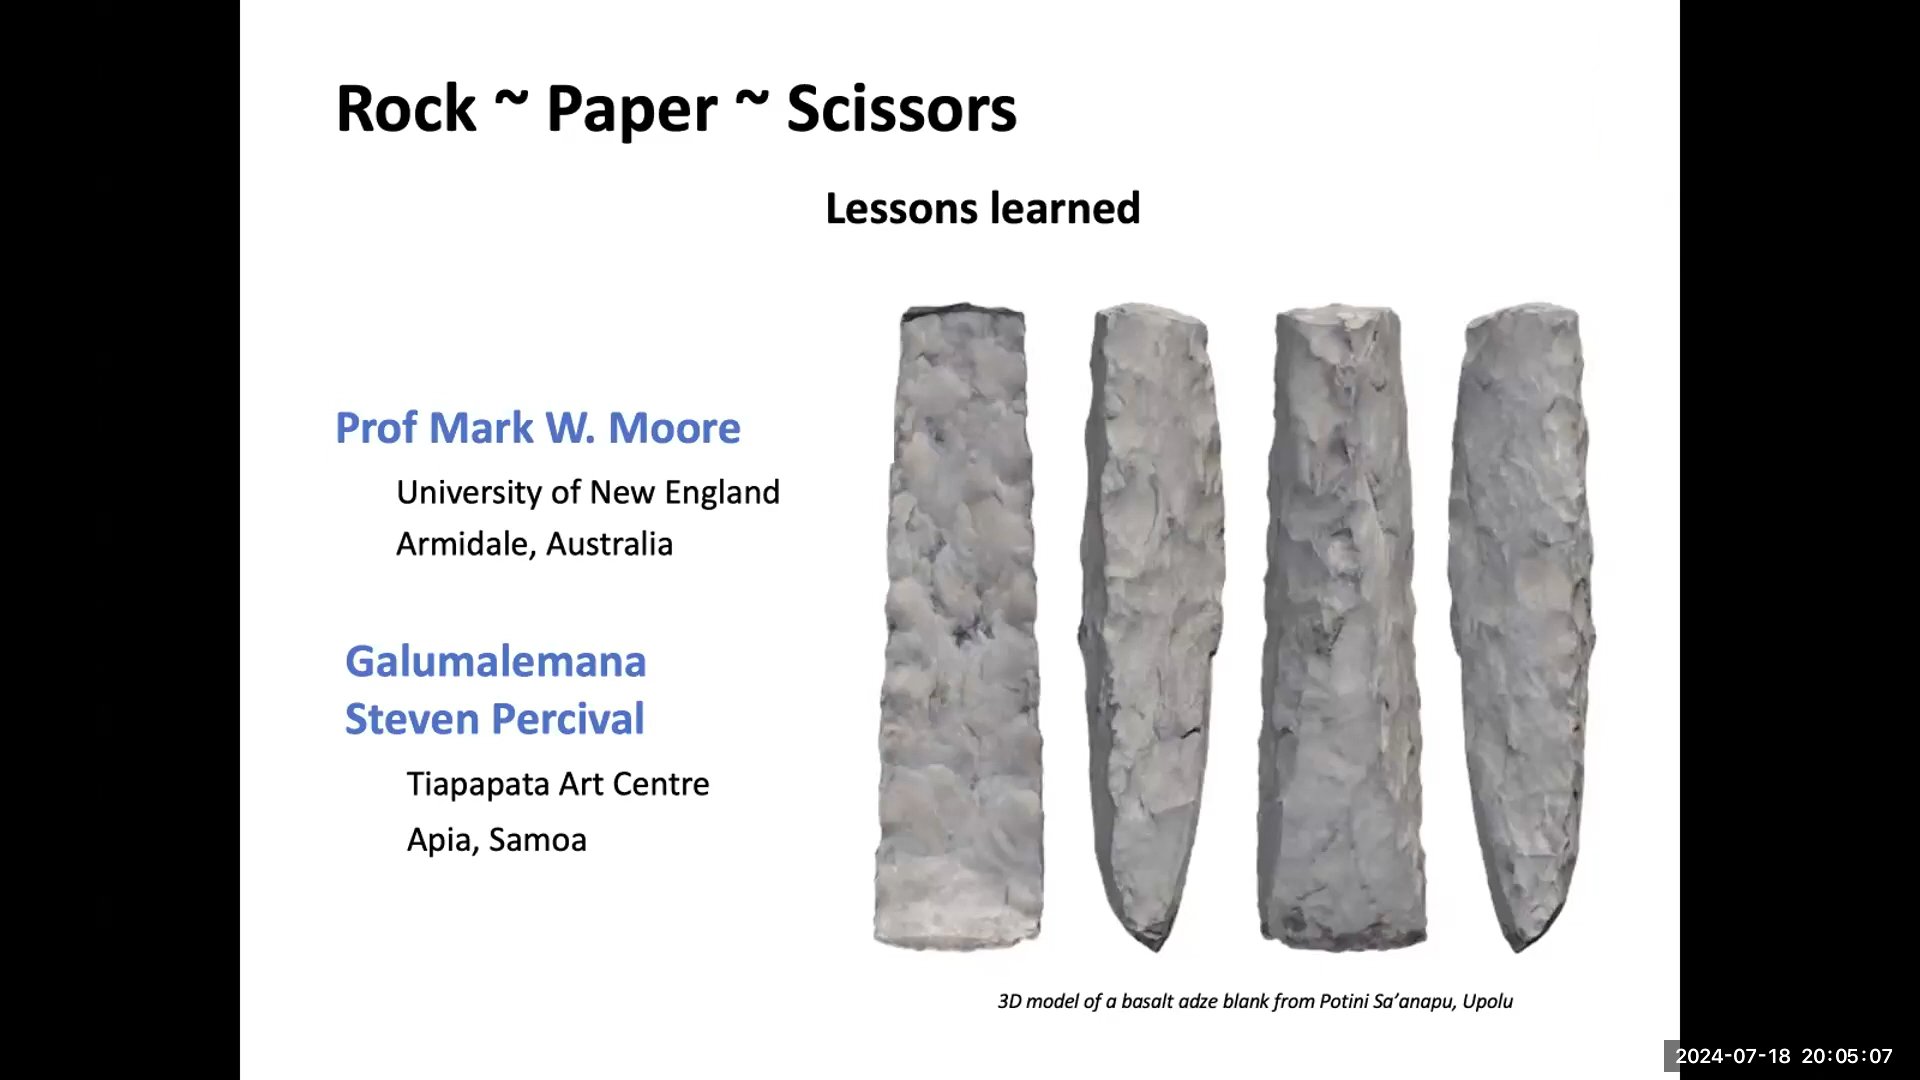 Rock ~ Paper ~ Scissors
Lessons learned
Prof Mark W. Moore
University of New England
Armidale, Australia
Galumalemana
Steven Percival
Tiapapata Art Centre
Apia, Samoa
3D model of a basalt adze blank from Potini Sa’anapu, Upolu
2024-07-18 20:05:07